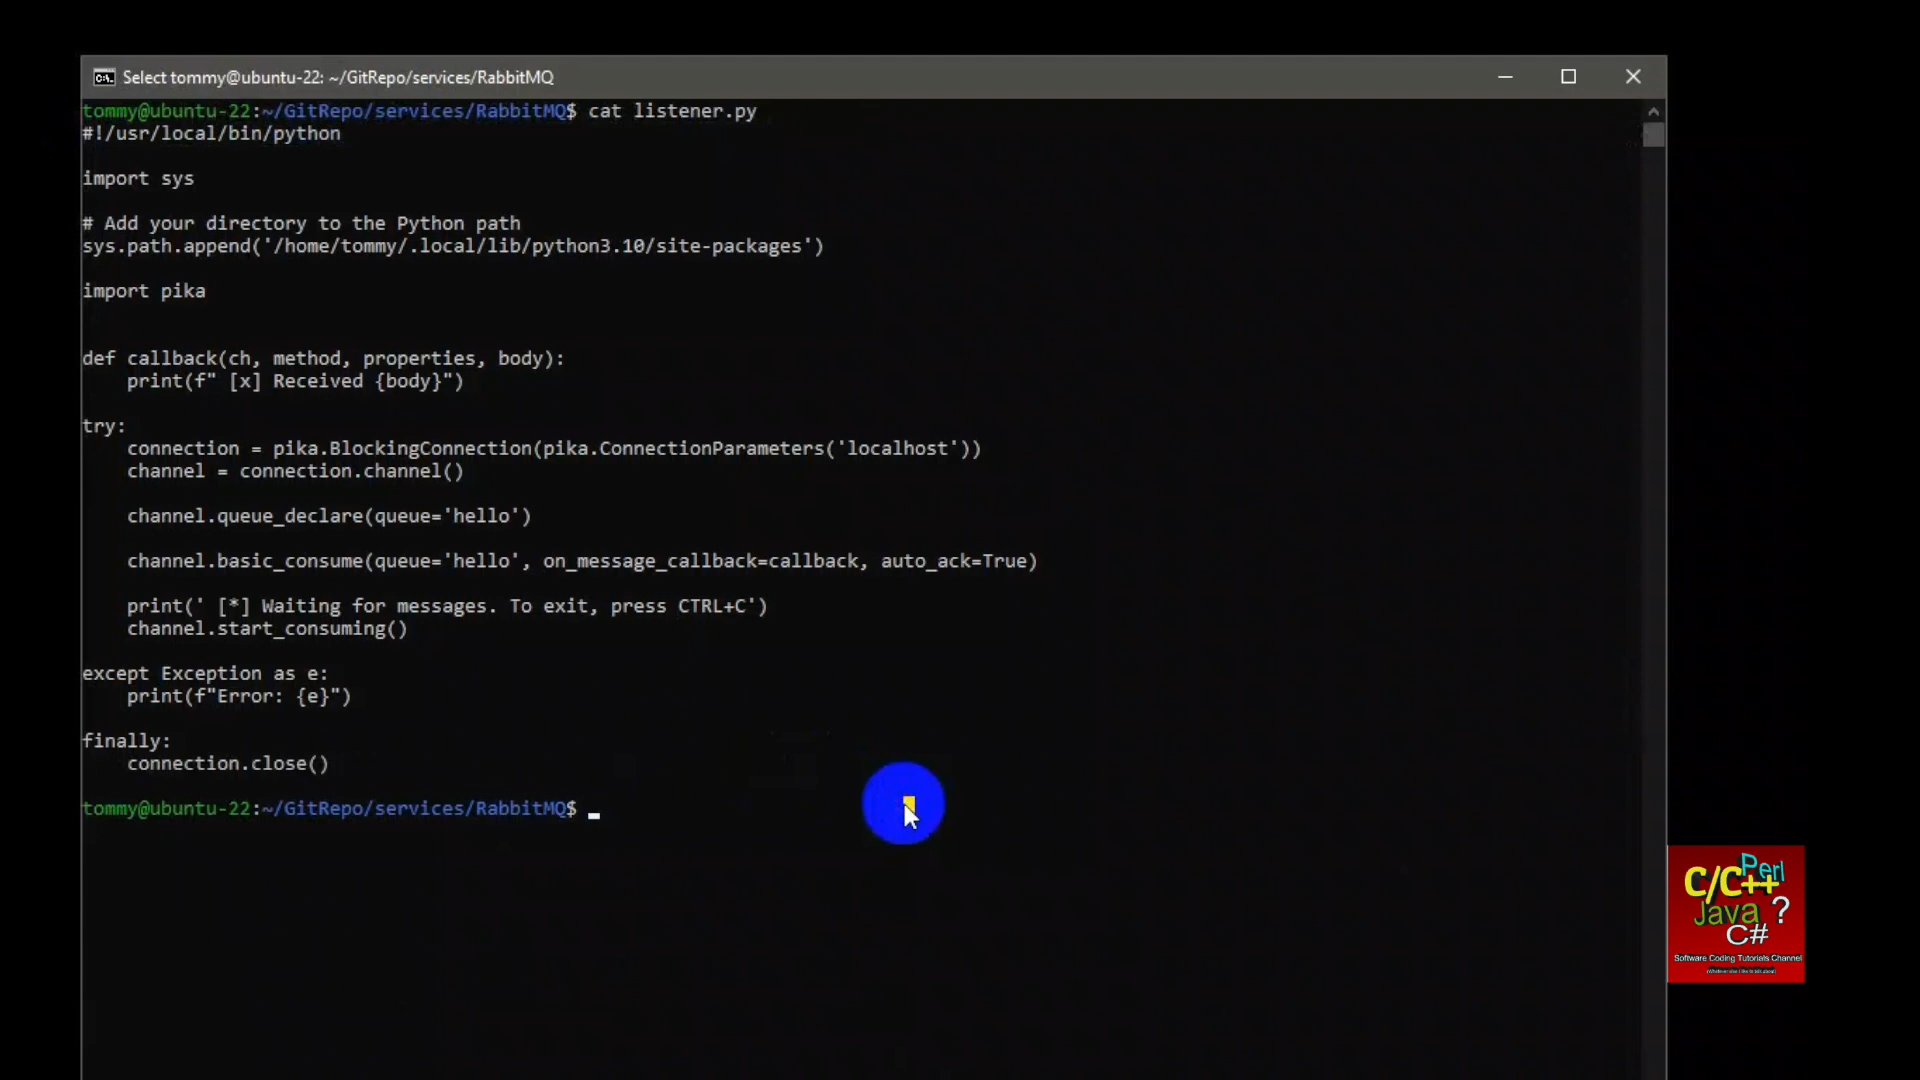 Select tommy@ubuntu-22: ~/GitRepo/services/RabbitMQ
tommy@ubuntu-22:~/GitRepo/services/RabbitMQ$ cat listener.py
#!/usr/local/bin/python
import sys
# Add your directory to the Python path
sys.path.append('/home/tommy/.local/lib/python3.10/site-packages')
import pika
def callback(ch, method, properties, body):
    print(f" [x] Received {body}")
try:
    connection = pika.BlockingConnection(pika.ConnectionParameters('localhost'))
    channel = connection.channel()
    channel.queue_declare(queue='hello')
    channel.basic_consume(queue='hello', on_message_callback=callback, auto_ack=True)
    print(' [*] Waiting for messages. To exit, press CTRL+C')
    channel.start_consuming()
except Exception as e:
    print(f"Error: {e}")
finally:
    connection.close()
tommy@ubuntu-22:~/GitRepo/services/RabbitMQ$
Perl
C/C++
Java ?
C#
Software Coding Tutorials Channel